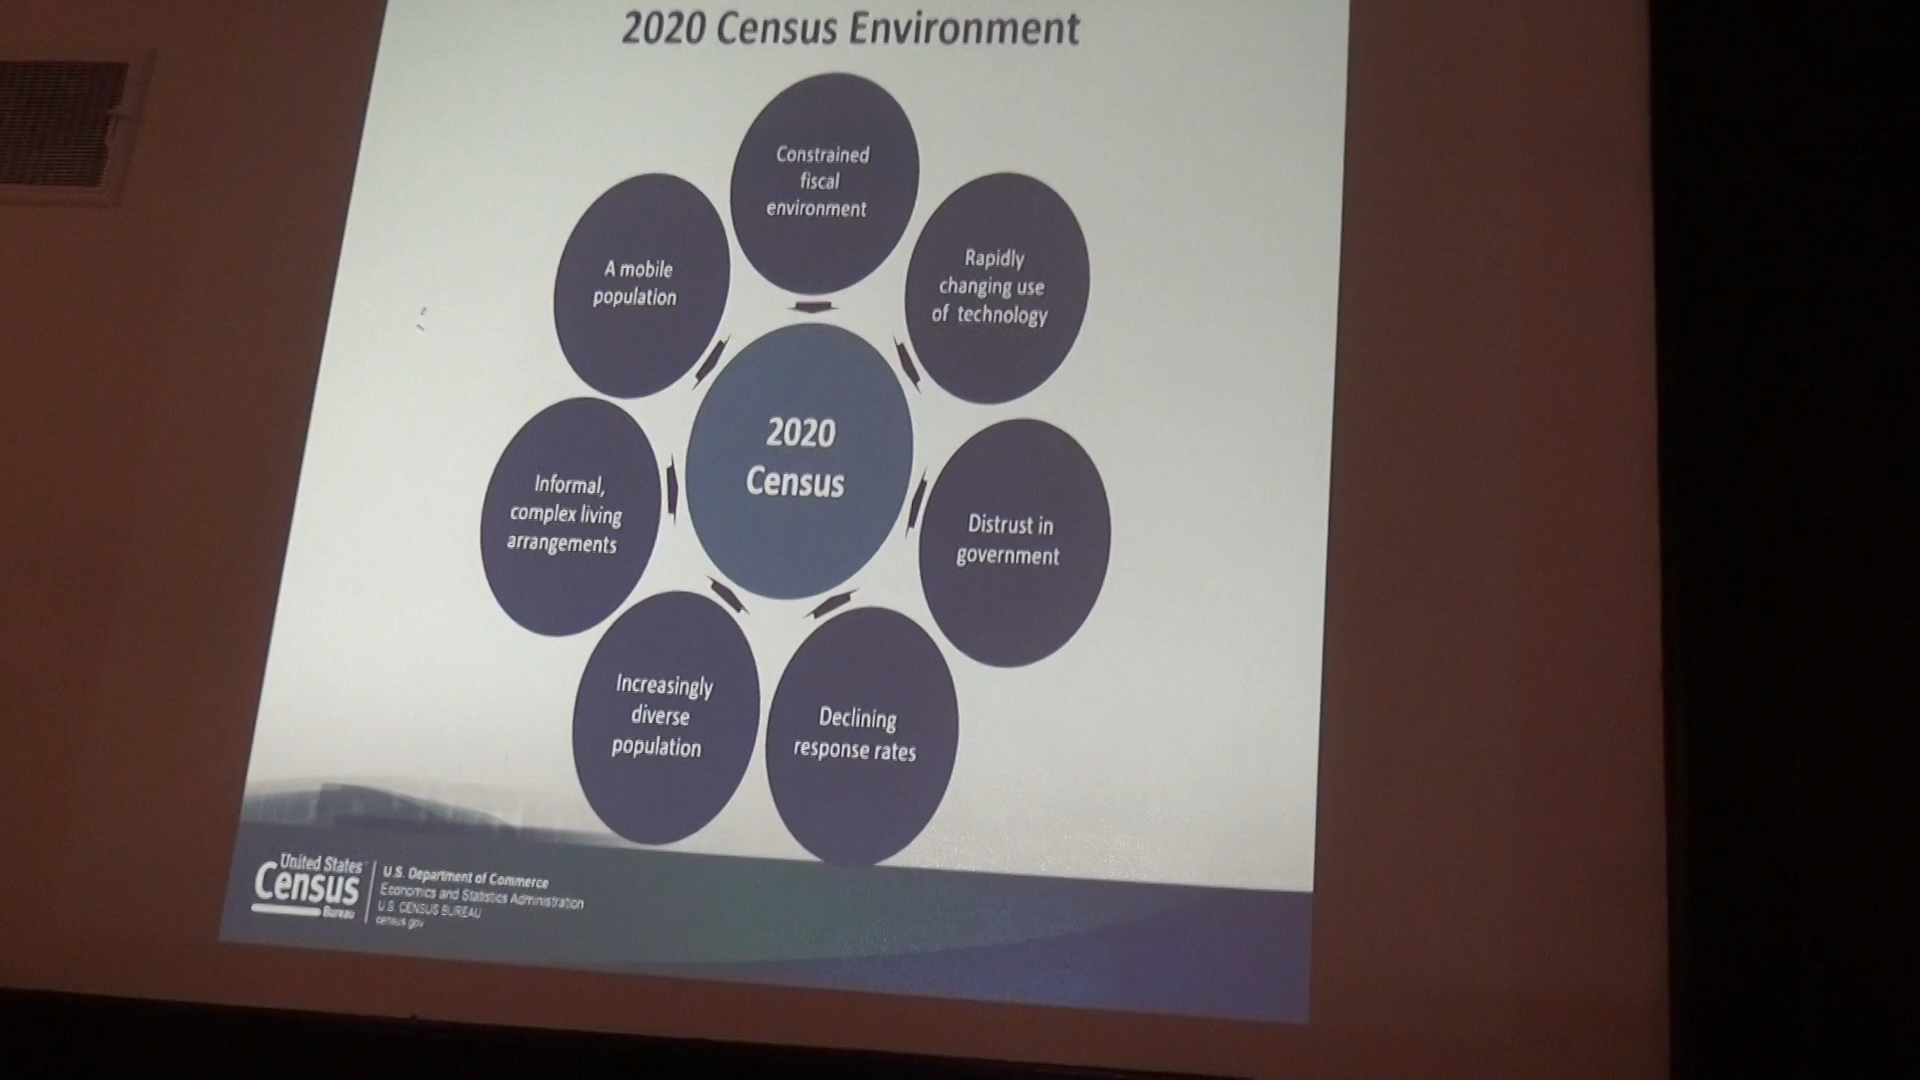 2020 Census Environment
Constrained
fiscal
environment
Rapidly
changing use
of technology
Distrust in
government
Declining
response rates
Increasingly
diverse
population
Informal,
complex living
arrangements
A mobile
population
2020
Census
United States
Census
Bureau
U.S. Department of Commerce
Economics and Statistics Administration
U.S. CENSUS BUREAU
census.gov